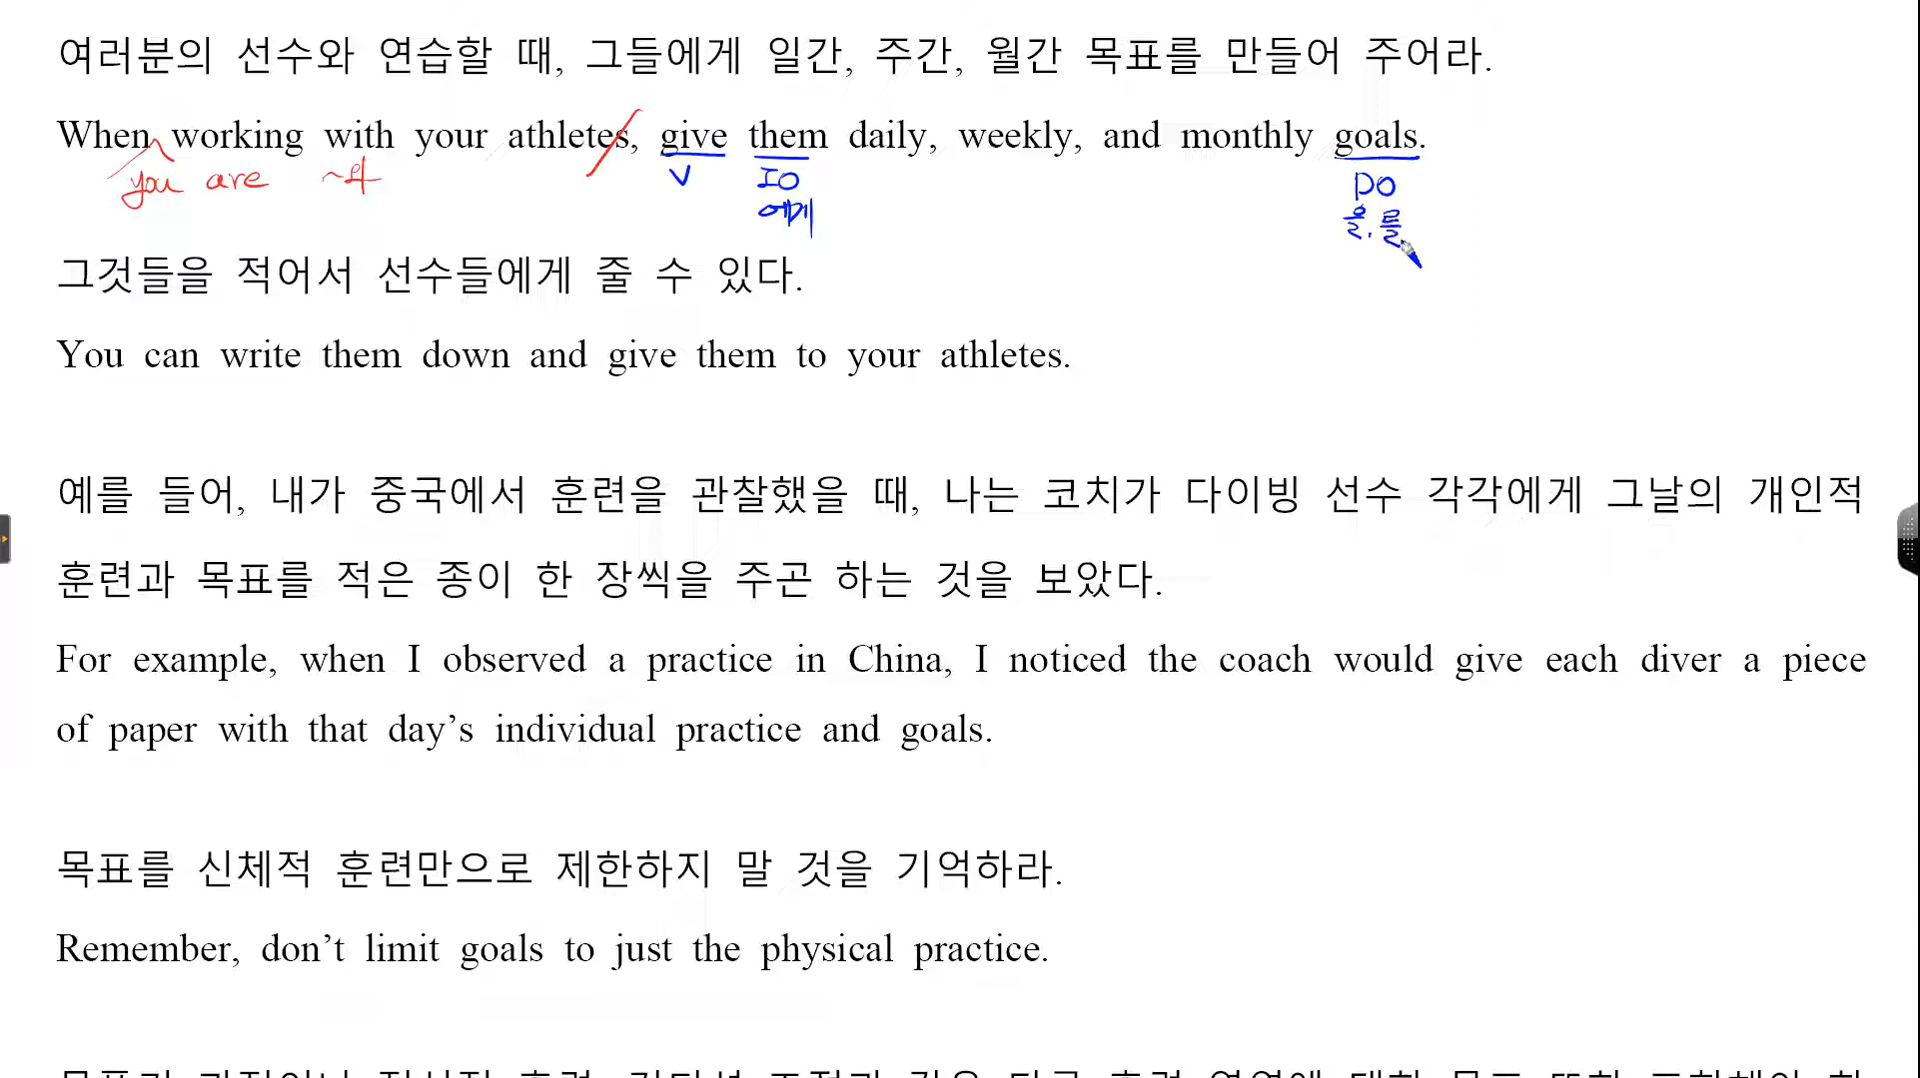 여러분의 선수와 연습할 때, 그들에게 일간, 주간, 월간 목표를 만들어 주어라.
When working with your athletes, give them daily, weekly, and monthly goals.
you are ~와 V IO DO
에게 을.를
그것들을 적어서 선수들에게 줄 수 있다.
You can write them down and give them to your athletes.
예를 들어, 내가 중국에서 훈련을 관찰했을 때, 나는 코치가 다이빙 선수 각각에게 그날의 개인적
훈련과 목표를 적은 종이 한 장씩을 주곤 하는 것을 보았다.
For example, when I observed a practice in China, I noticed the coach would give each diver a piece
of paper with that day’s individual practice and goals.
목표를 신체적 훈련만으로 제한하지 말 것을 기억하라.
Remember, don’t limit goals to just the physical practice.